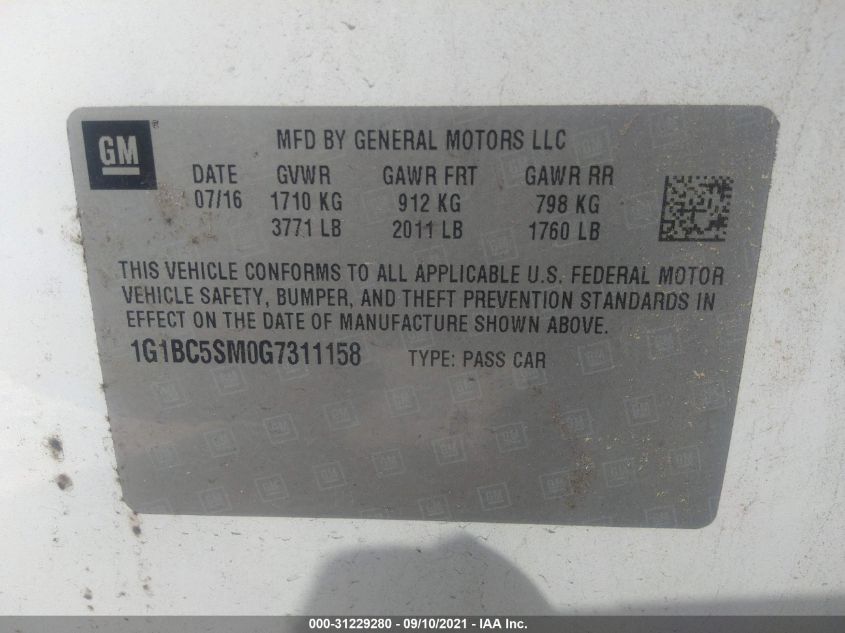 GM®
MFD BY GENERAL MOTORS LLC
DATE GVWR GAWR FRT GAWR RR
07/16 1710 KG 912 KG 798 KG
3771 LB 2011 LB 1760 LB
THIS VEHICLE CONFORMS TO ALL APPLICABLE U.S. FEDERAL MOTOR
VEHICLE SAFETY, BUMPER, AND THEFT PREVENTION STANDARDS IN
EFFECT ON THE DATE OF MANUFACTURE SHOWN ABOVE.
1G1BC5SM0G7311158 TYPE: PASS CAR
000-31229280 - 09/10/2021 - IAA Inc.